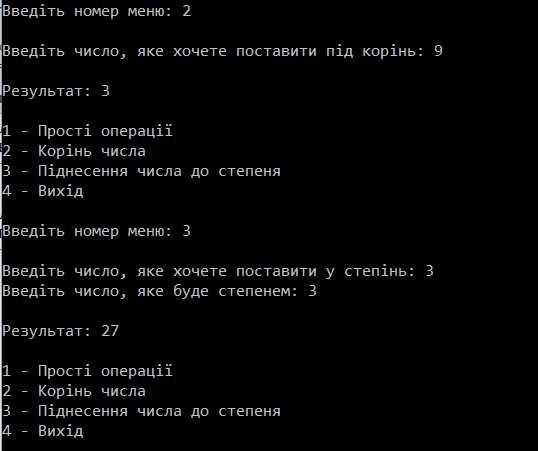 Введіть номер меню: 2
Введіть число, яке хочете поставити під корінь: 9
Результат: 3
1 - Прості операції
2 - Корінь числа
3 - Піднесення числа до степеня
4 - Вихід
Введіть номер меню: 3
Введіть число, яке хочете поставити у степінь: 3
Введіть число, яке буде степенем: 3
Результат: 27
1 - Прості операції
2 - Корінь числа
3 - Піднесення числа до степеня
4 - Вихід